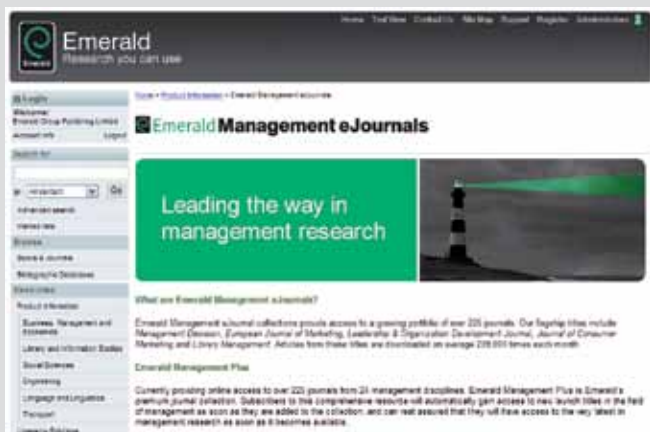 Home Text View Contact Us Site Map Support Register
Emerald
Emerald
Research you can use
Login
Welcome:
Emerald Group Publishing Limited
Account Info Logout
Search for
Go
Advanced search
Marked lists
Browse
Books & Journals
Bibliographic Databases
Product Information
Business, Management and Economics
Library and Information Studies
Social Sciences
Engineering
Language and Linguistics
Transport
Home > Product Information > Emerald Management eJournals
Emerald Management eJournals
Leading the way in
management research
What are Emerald Management eJournals?
Emerald Management eJournal collections provide access to a growing portfolio of over 225 journals. Our flagship titles include
Management Decision, European Journal of Marketing, Leadership & Organization Development Journal, Journal of Consumer
Marketing and Library Management. Articles from these titles are downloaded on average times each month.
Emerald Management Plus
Currently providing online access to over 225 journals from management disciplines, Emerald Management Plus is Emerald's
premium journal collection. Subscribers to this comprehensive resource will automatically gain access to new launch titles in the field
of management as soon as they are added to the collection, and can rest assured that they will have access to the very latest in
management research as soon as it becomes available.